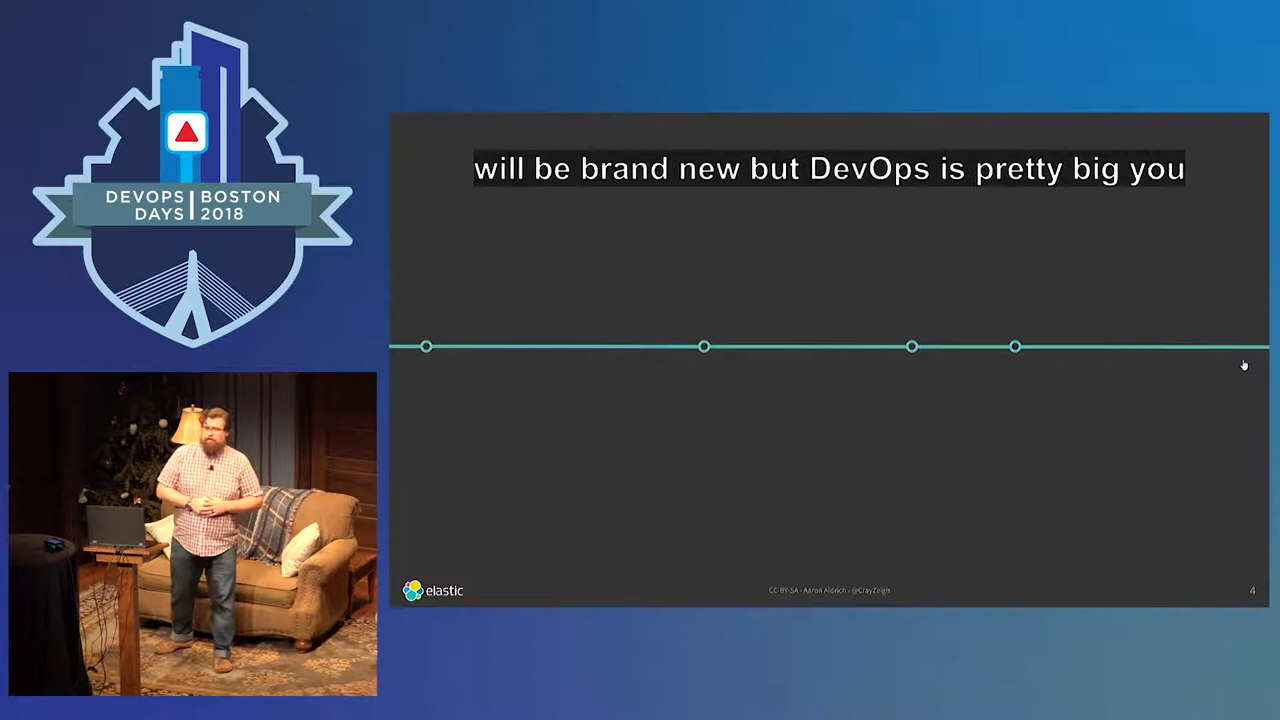 DEVOPS BOSTON
DAYS 2018
will be brand new but DevOps is pretty big you
elastic
CC-BY-SA - Aaron Aldrich - @CrayZeigh
4